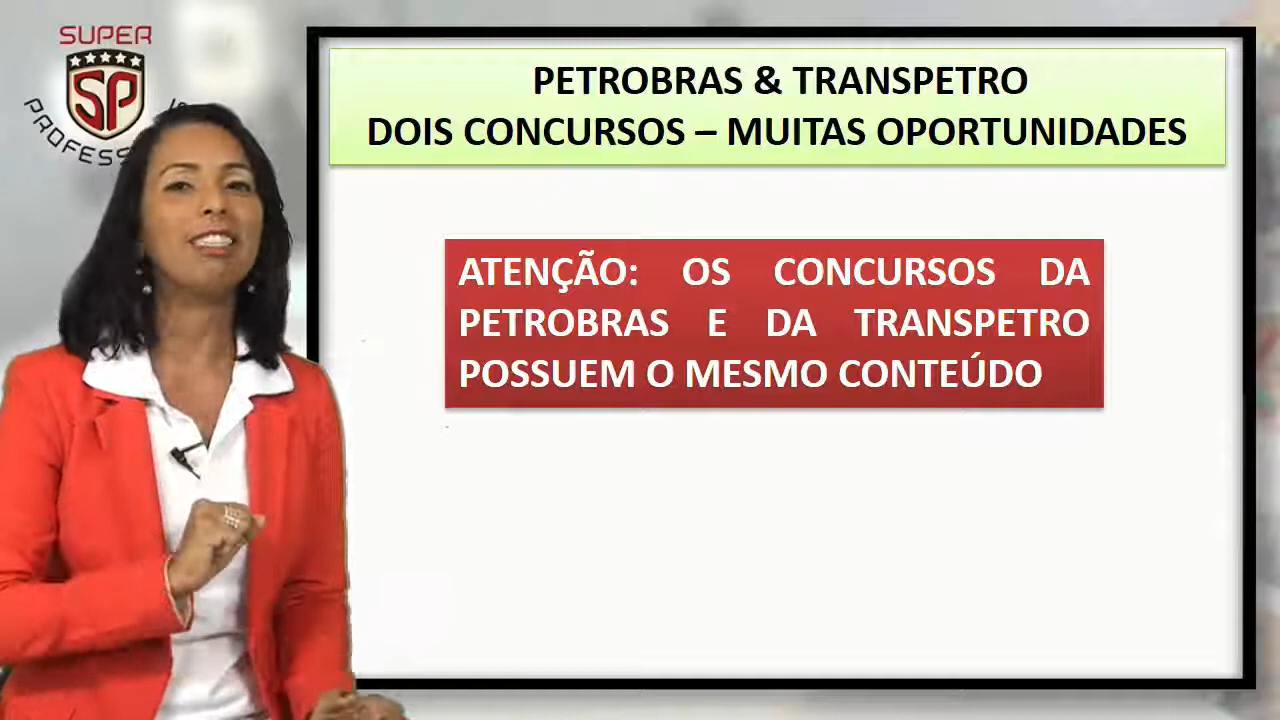 SUPER
SP
PROFESS
PETROBRAS & TRANSPETRO
DOIS CONCURSOS – MUITAS OPORTUNIDADES
ATENÇÃO: OS CONCURSOS DA
PETROBRAS E DA TRANSPETRO
POSSUEM O MESMO CONTEÚDO